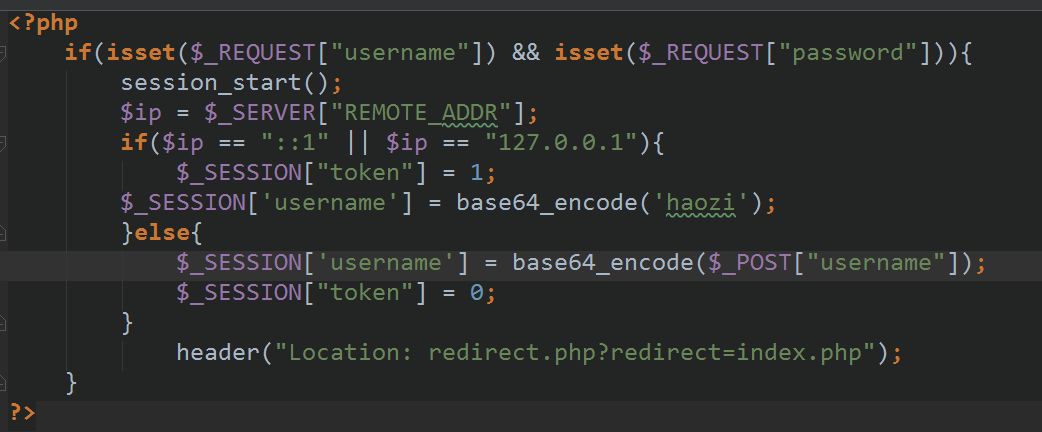 <?php
if(isset($_REQUEST["username"]) && isset($_REQUEST["password"])){
session_start();
$ip = $_SERVER["REMOTE_ADDR"];
if($ip == "::1" || $ip == "127.0.0.1"){
$_SESSION["token"] = 1;
$_SESSION['username'] = base64_encode('haozi');
}else{
$_SESSION['username'] = base64_encode($_POST["username"]);
$_SESSION["token"] = 0;
}
header("Location: redirect.php?redirect=index.php");
}
?>